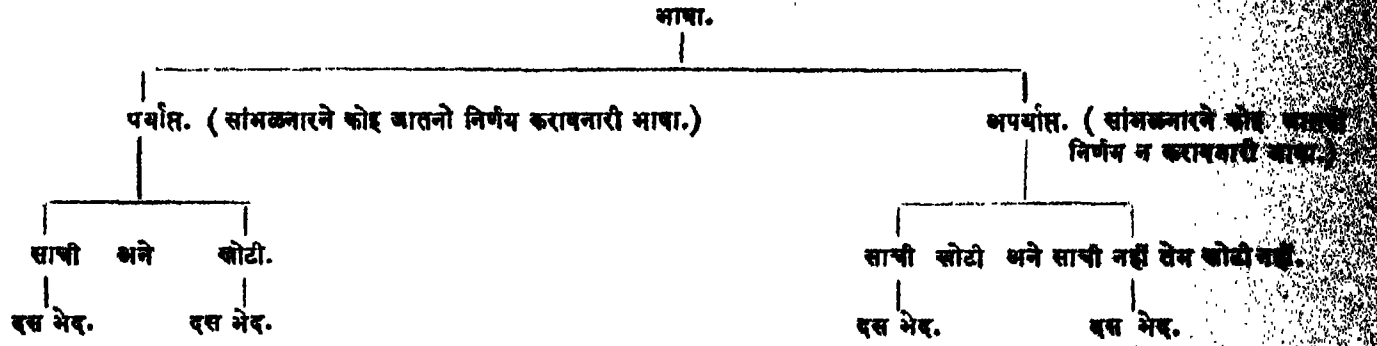 भाषा.
पर्याप्त. ( सांभळनारने कोइ जातनो निर्णय करावनारी भाषा.)
अपर्याप्त. ( सांभळनारने कोइ जातनो
निर्णय न करावनारी भाषा.)
साची अने खोटी.
साची खोटी अने साची नहीं तेम खोटी नहीं.
दस भेद. दस भेद.
दस भेद. दस भेद.